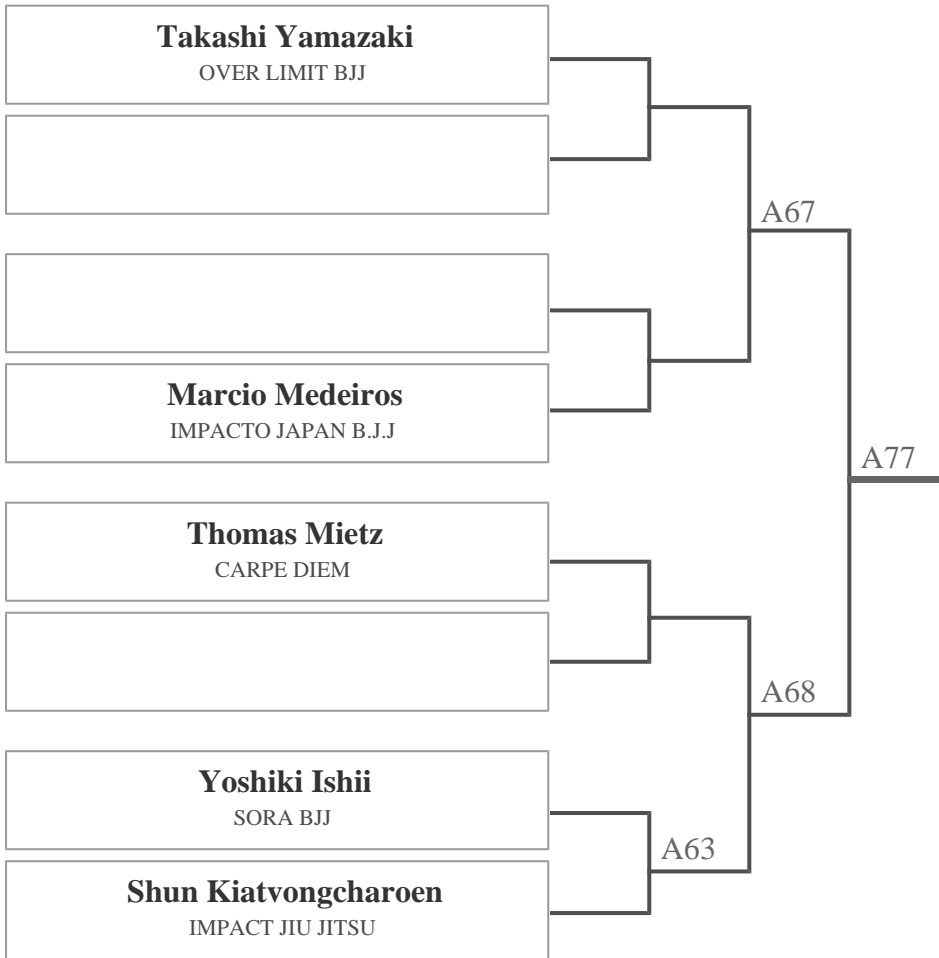 Takashi Yamazaki
OVER LIMIT BJJ
A67
Marcio Medeiros
IMPACTO JAPAN B.J.J
A77
Thomas Mietz
CARPE DIEM
A68
Yoshiki Ishii
SORA BJJ
A63
Shun Kiatvongcharoen
IMPACT JIU JITSU